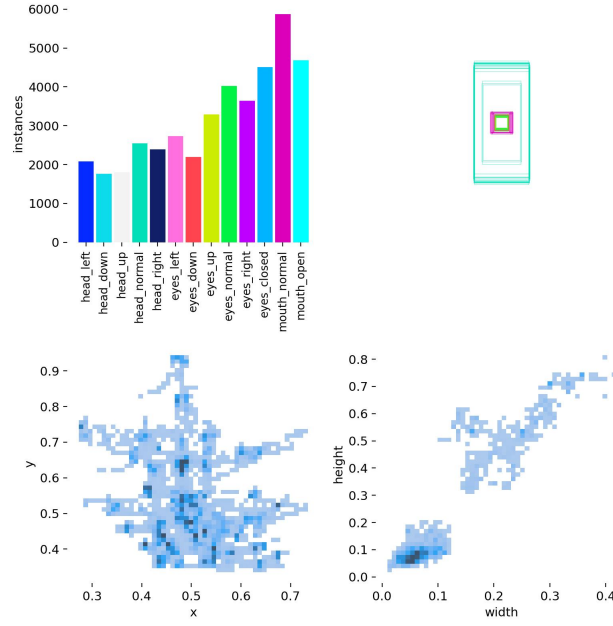 6000
5000
4000
3000
2000
1000
0
instances
head_left
head_down
head_up
head_normal
head_right
eyes_left
eyes_down
eyes_up
eyes_normal
eyes_right
eyes_closed
mouth_normal
mouth_open
0.9
0.8
0.7
0.6
0.5
0.4
y
0.3 0.4 0.5 0.6 0.7
x
0.8
0.7
0.6
0.5
0.4
0.3
0.2
0.1
0.0
height
0.0 0.1 0.2 0.3 0.4
width